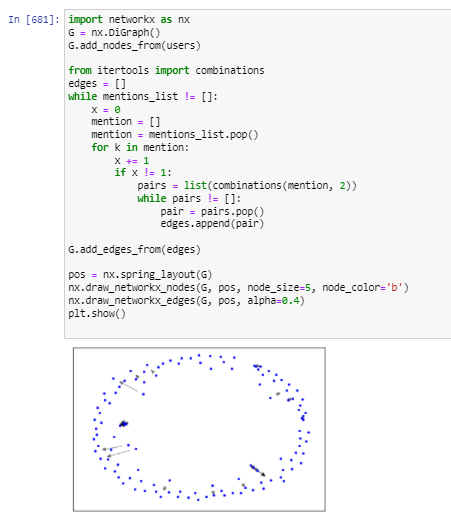 In [681]: import networkx as nx
G = nx.DiGraph()
G.add_nodes_from(users)

from itertools import combinations
edges = []
while mentions_list != []:
    x = 0
    mention = []
    mention = mentions_list.pop()
    for k in mention:
        x += 1
        if x != 1:
            pairs = list(combinations(mention, 2))
            while pairs != []:
                pair = pairs.pop()
                edges.append(pair)

G.add_edges_from(edges)

pos = nx.spring_layout(G)
nx.draw_networkx_nodes(G, pos, node_size=5, node_color='b')
nx.draw_networkx_edges(G, pos, alpha=0.4)
plt.show()